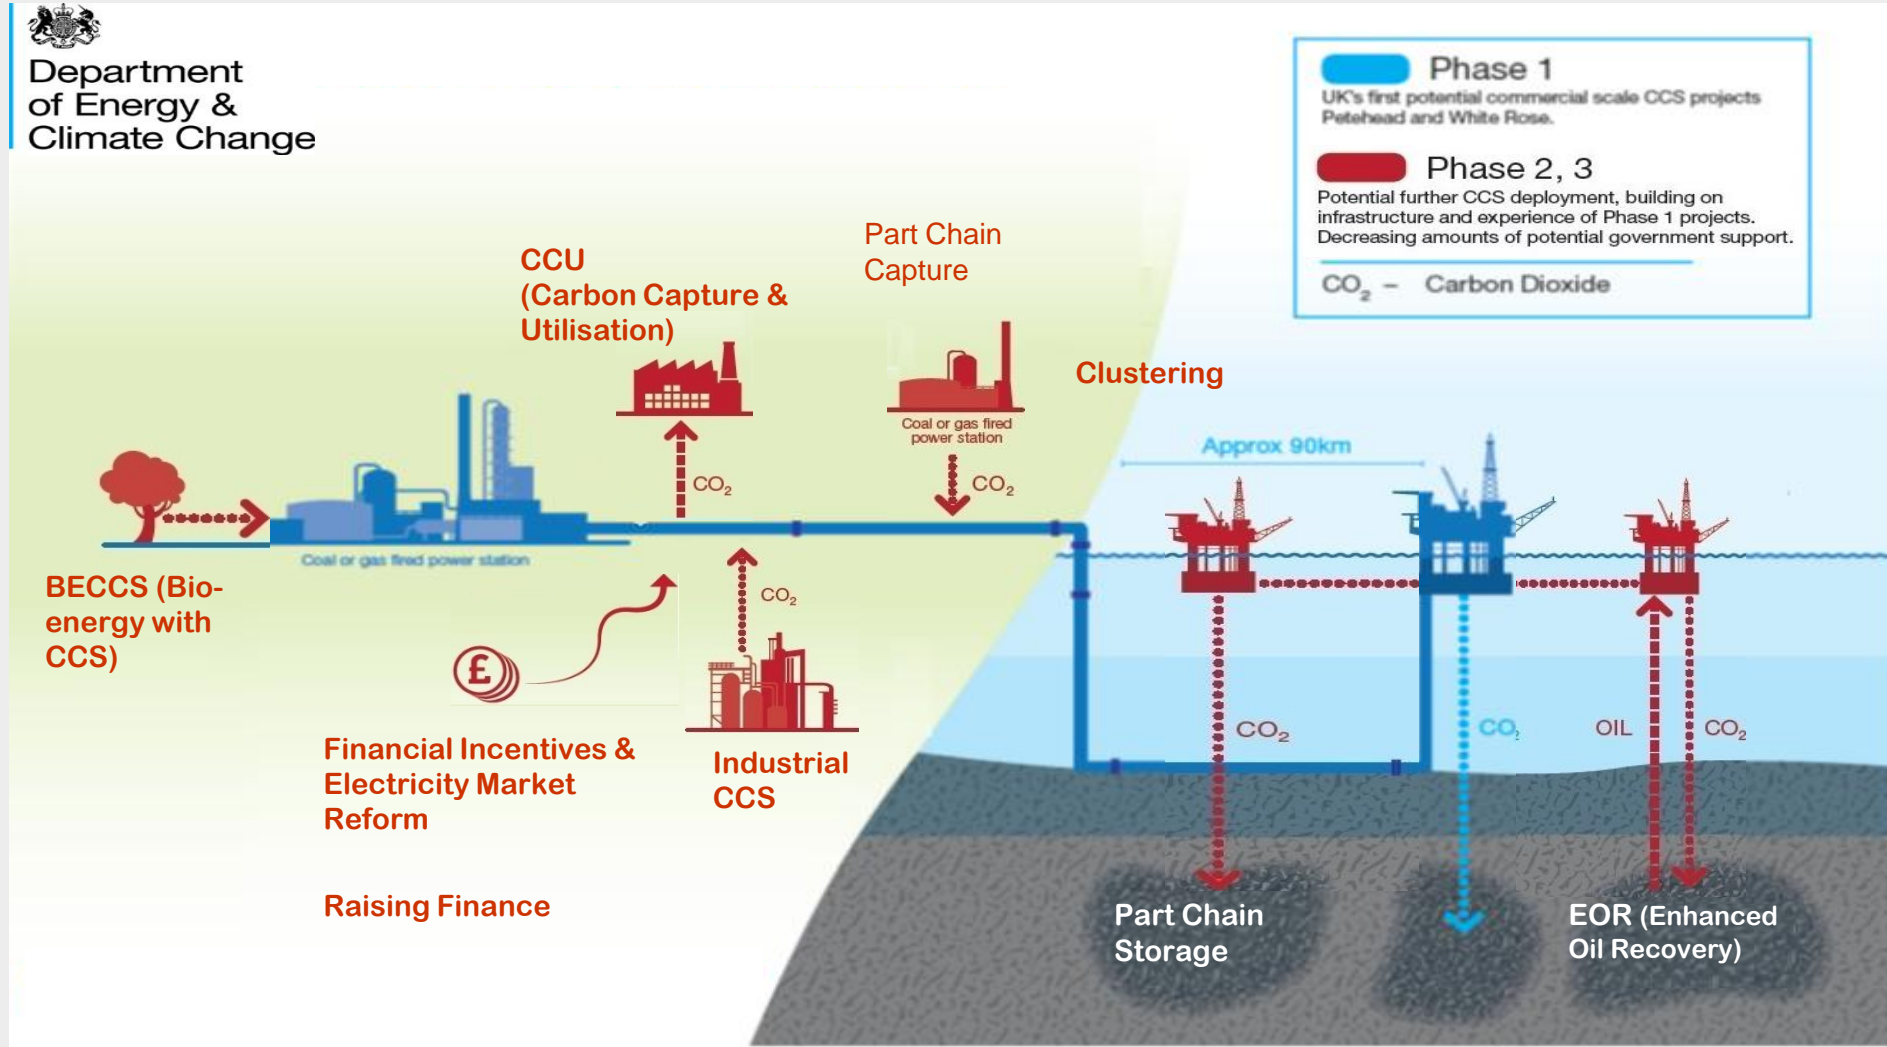 Department
of Energy &
Climate Change
Phase 1
UK's first potential commercial scale CCS projects
Petehead and White Rose.
Phase 2, 3
Potential further CCS deployment, building on
infrastructure and experience of Phase 1 projects.
Decreasing amounts of potential government support.
CO₂ – Carbon Dioxide
CCU
(Carbon Capture &
Utilisation)
Part Chain
Capture
Clustering
Coal or gas fired
power station
Approx 90km
CO₂
CO₂
Coal or gas fired power station
BECCS (Bio-
energy with
CCS)
CO₂
£
Financial Incentives &
Electricity Market
Reform
Industrial
CCS
Raising Finance
CO₂
CO₂
OIL
CO₂
Part Chain
Storage
EOR (Enhanced
Oil Recovery)